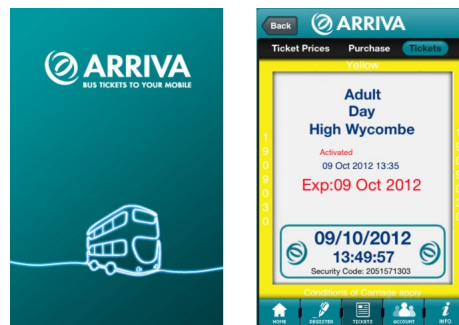 ARRIVA
BUS TICKETS TO YOUR MOBILE
Back
ARRIVA
Ticket Prices
Purchase
Tickets
Yellow
Adult
Day
High Wycombe
Activated
09 Oct 2012 13:35
Exp:09 Oct 2012
09/10/2012
13:49:57
Security Code: 2051571303
Conditions of Carriage apply
HOME
REGISTER
TICKETS
ACCOUNT
INFO